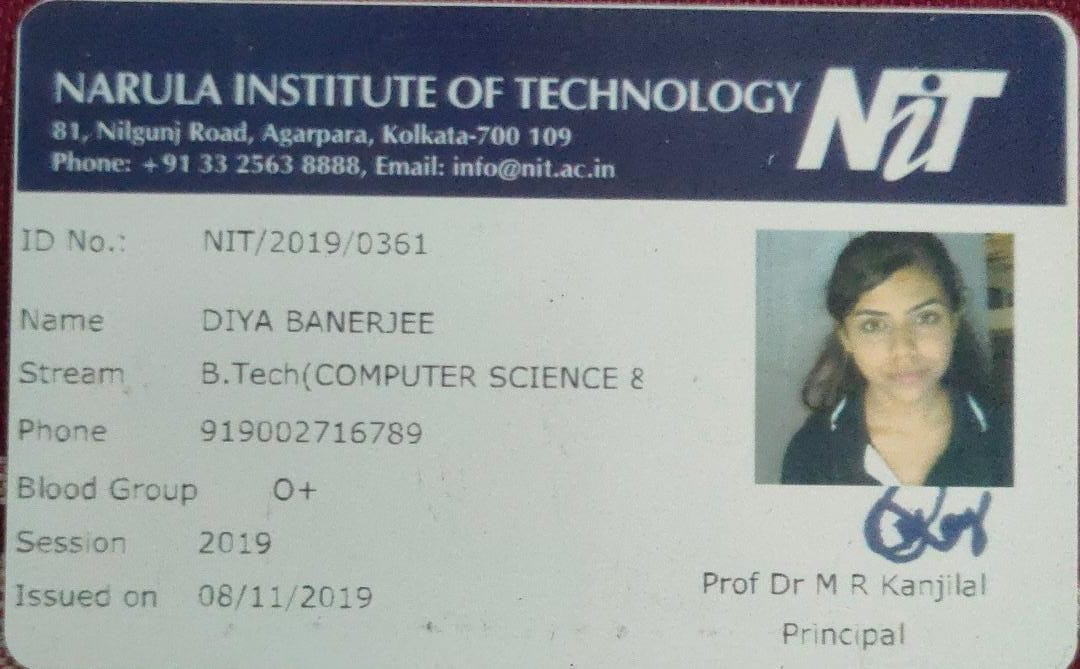 NARULA INSTITUTE OF TECHNOLOGY
NiT
81, Nilgunj Road, Agarpara, Kolkata-700 109
Phone: +91 33 2563 8888, Email: info@nit.ac.in
ID No.: NIT/2019/0361
Name DIYA BANERJEE
Stream B.Tech(COMPUTER SCIENCE &
Phone 919002716789
Blood Group O+
Session 2019
Issued on 08/11/2019
Prof Dr M R Kanjilal
Principal